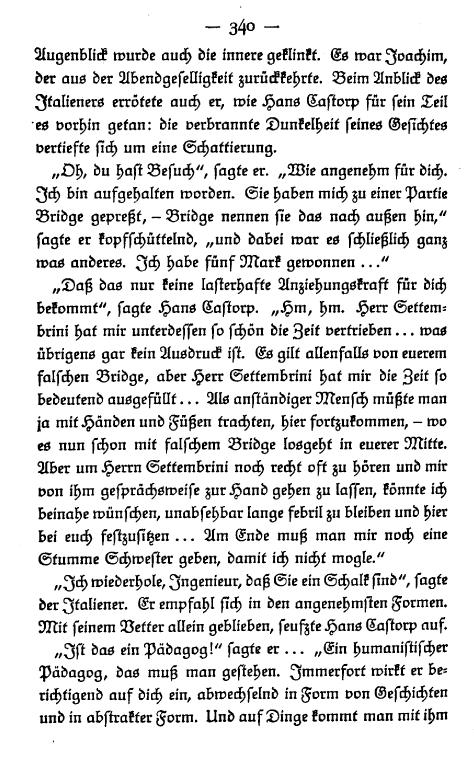 — 340 —
Augenblick wurde auch die innere geklinkt. Es war Joachim,
der aus der Abendgeselligkeit zurückkehrte. Beim Anblick des
Italieners errötete auch er, wie Hans Castorp für sein Teil
es vorhin getan: die verbrannte Dunkelheit seines Gesichtes
vertiefte sich um eine Schattierung.
„Oh, du hast Besuch“, sagte er. „Wie angenehm für dich.
Ich bin aufgehalten worden. Sie haben mich zu einer Partie
Bridge gepreßt, – Bridge nennen sie das nach außen hin,“
sagte er kopfschüttelnd, „und dabei war es schließlich ganz
was anderes. Ich habe fünf Mark gewonnen ...“
„Daß das nur keine lasterhafte Anziehungskraft für dich
bekommt“, sagte Hans Castorp. „Hm, hm. Herr Settem-
brini hat mir unterdessen so schön die Zeit vertrieben ... was
übrigens gar kein Ausdruck ist. Es gilt allenfalls von euerem
falschen Bridge, aber Herr Settembrini hat mir die Zeit so
bedeutend ausgefüllt ... Als anständiger Mensch müßte man
ja mit Händen und Füßen trachten, hier fortzukommen, – wo
es nun schon mit falschem Bridge losgeht in euerer Mitte.
Aber um Herrn Settembrini noch recht oft zu hören und mir
von ihm gesprächsweise zur Hand gehen zu lassen, könnte ich
beinahe wünschen, unabsehbar lange febril zu bleiben und hier
bei euch festzusitzen ... Am Ende muß man mir noch eine
Stumme Schwester geben, damit ich nicht mogle.“
„Ich wiederhole, Ingenieur, daß Sie ein Schalk sind“, sagte
der Italiener. Er empfahl sich in den angenehmsten Formen.
Mit seinem Vetter allein geblieben, seufzte Hans Castorp auf.
„Ist das ein Pädagog!“ sagte er ... „Ein humanistischer
Pädagog, das muß man gestehen. Immerfort wirkt er be-
richtigend auf dich ein, abwechselnd in Form von Geschichten
und in abstrakter Form. Und auf Dinge kommt man mit ihm